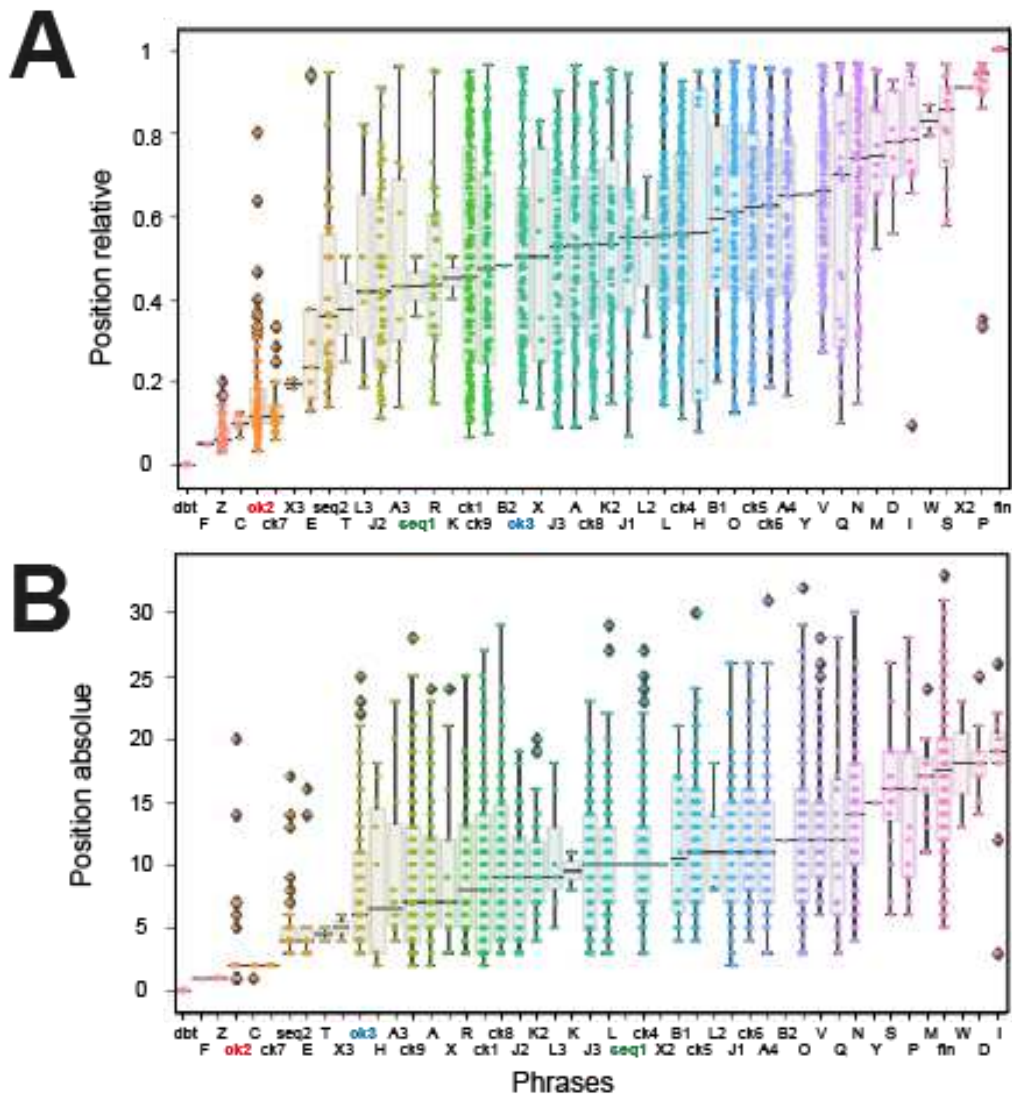 A
Position relative
1
0.8
0.6
0.4
0.2
0
dbt Z ok2 X3 seq2 L3 A3 R ck1 B2 X A K2 L2 ck4 B1 ck5 A4 V N D W X2 fin
F C ck7 E T J2 seq1 K ck9 ok3 J3 ck8 J1 L H O ck6 Y Q M I S P
B
Position absolue
30
25
20
15
10
5
0
dbt Z C seq2 T ok3 A3 A R ck8 K2 K L ck4 B1 L2 ck6 B2 V N S M W I
F ok2 ck7 E X3 H ck9 X ck1 J2 L3 J3 seq1 X2 ck5 J1 A4 O Q Y P fin D
Phrases